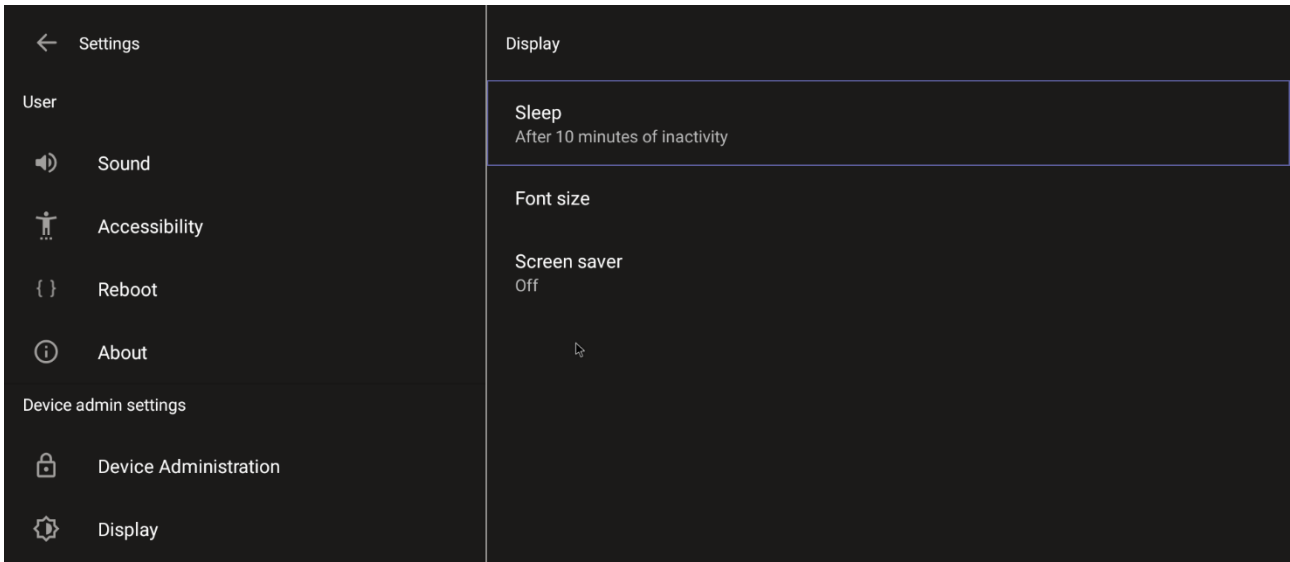 Settings
User
Sound
Accessibility
{ } Reboot
About
Device admin settings
Device Administration
Display
Display
Sleep
After 10 minutes of inactivity
Font size
Screen saver
Off